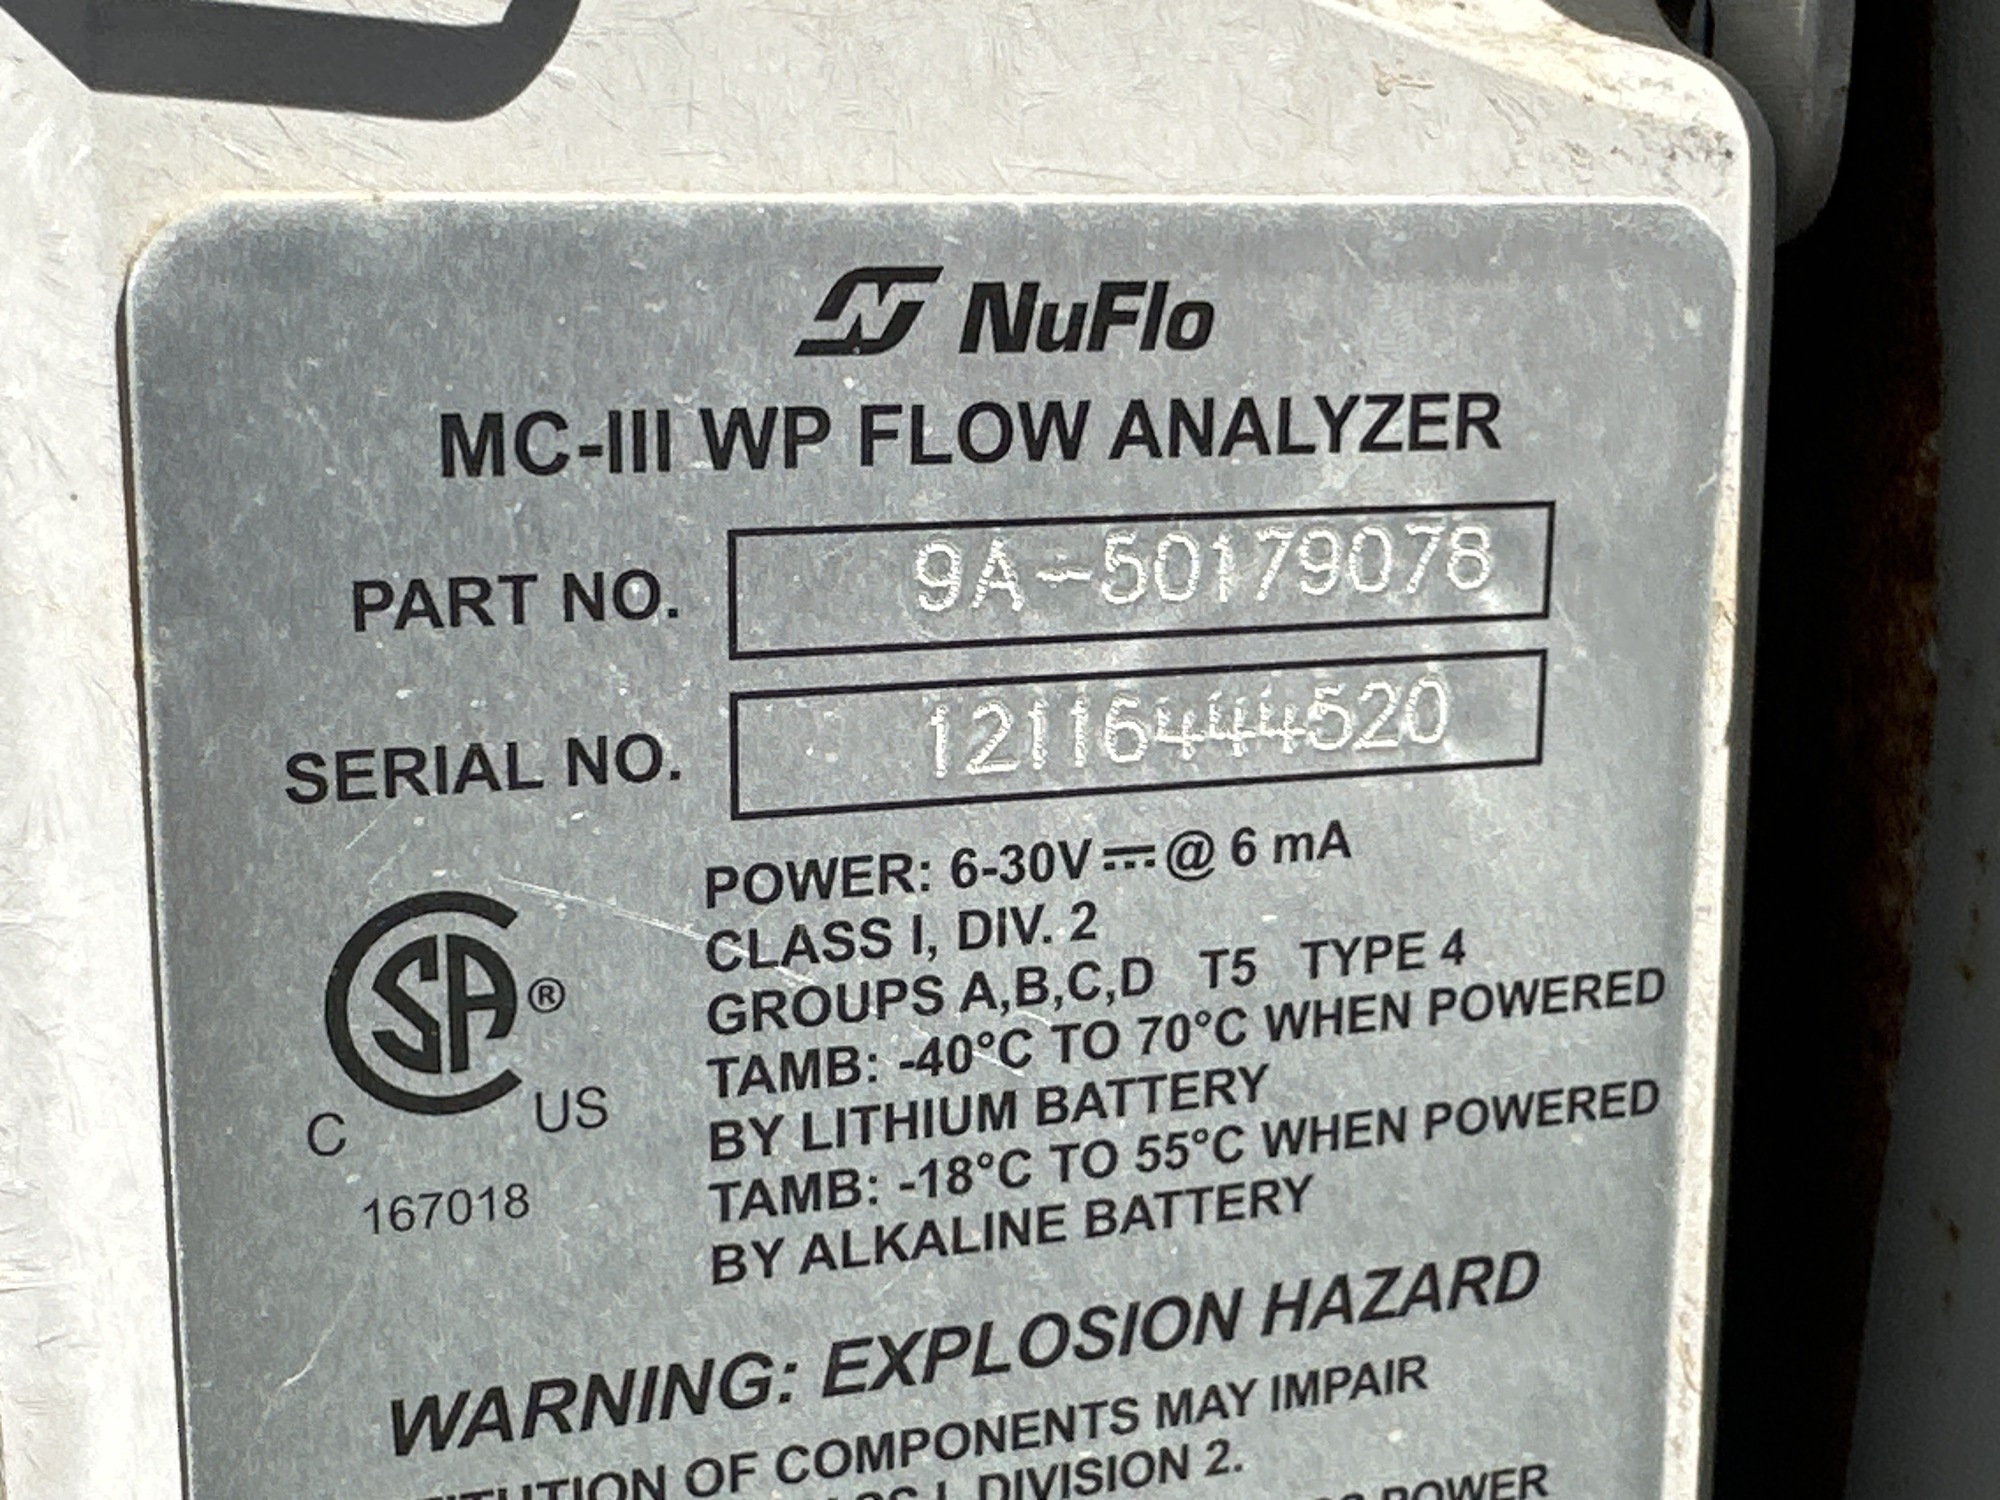 NuFlo
MC-III WP FLOW ANALYZER
PART NO. 9A-50179078
SERIAL NO. 12116444520
POWER: 6-30V⎓@ 6 mA
CLASS I, DIV. 2
GROUPS A,B,C,D T5 TYPE 4
TAMB: -40°C TO 70°C WHEN POWERED
BY LITHIUM BATTERY
TAMB: -18°C TO 55°C WHEN POWERED
BY ALKALINE BATTERY
CSA®
C US
167018
WARNING: EXPLOSION HAZARD
OF COMPONENTS MAY IMPAIR
I, DIVISION 2.
POWER